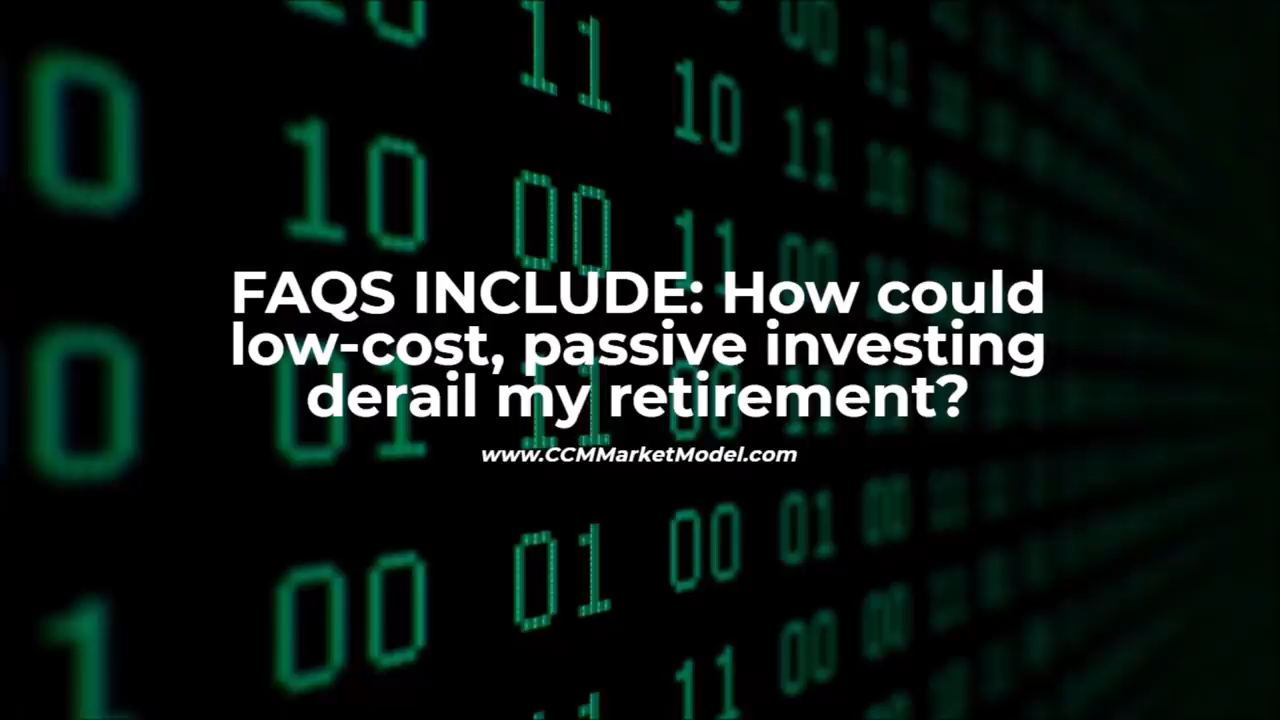 FAQS INCLUDE: How could
low-cost, passive investing
derail my retirement?
www.CCMMarketModel.com